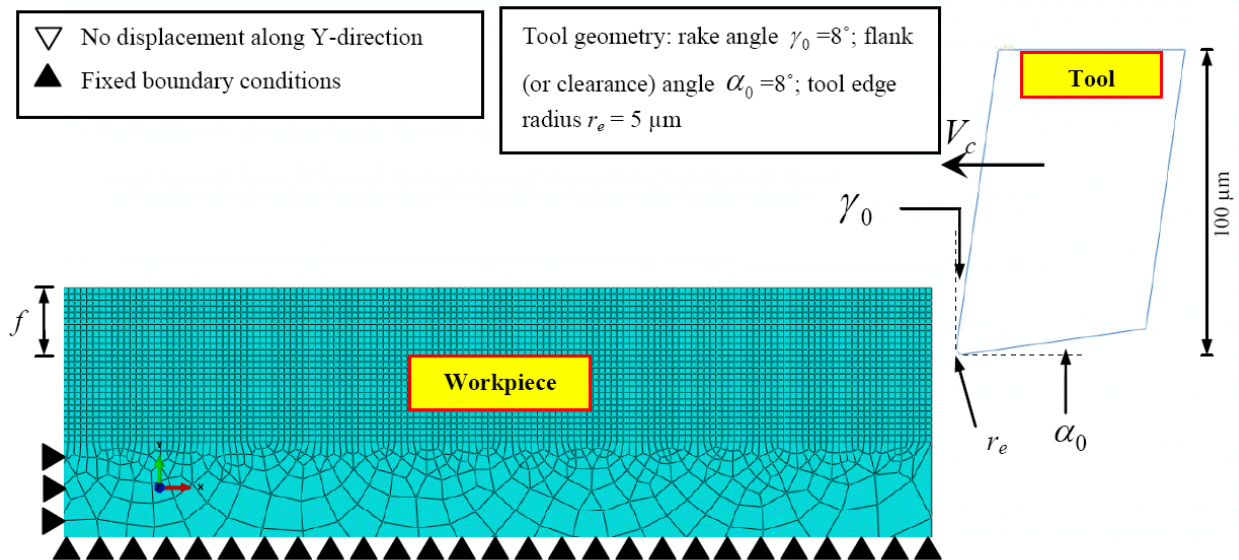 No displacement along Y-direction
Fixed boundary conditions
Tool geometry: rake angle γ₀ =8˚; flank
(or clearance) angle α₀ =8˚; tool edge
radius rₑ = 5 µm
Tool
V_c
γ₀
100 µm
f
Workpiece
Y
X
rₑ
α₀